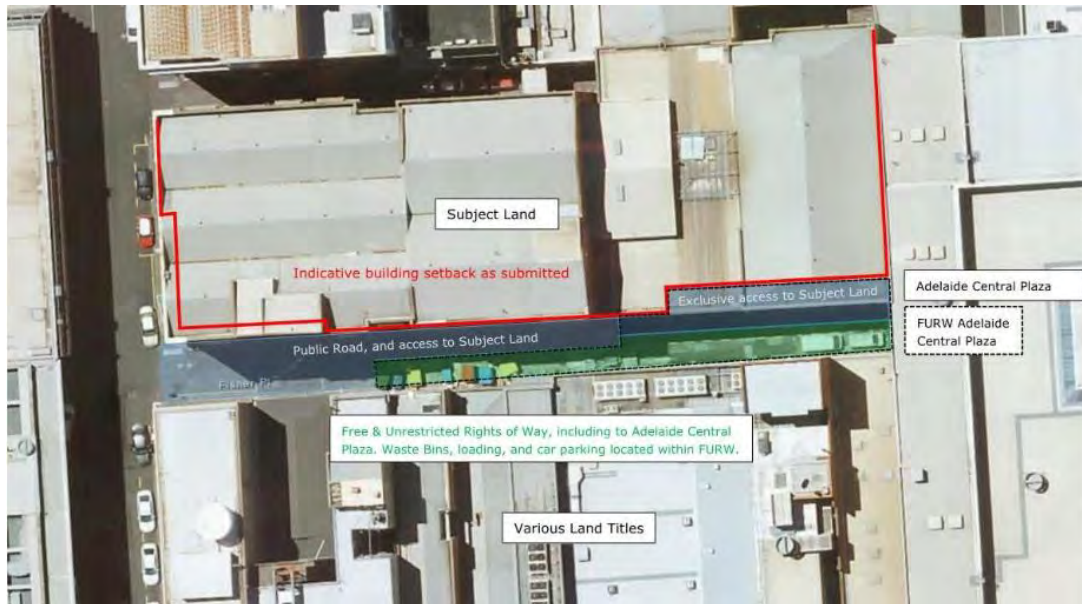 Subject Land
Indicative building setback as submitted
Exclusive access to Subject Land
Adelaide Central Plaza
FURW Adelaide
Central Plaza
Public Road, and access to Subject Land
Fisher Pl
Free & Unrestricted Rights of Way, including to Adelaide Central
Plaza. Waste Bins, loading, and car parking located within FURW.
Various Land Titles